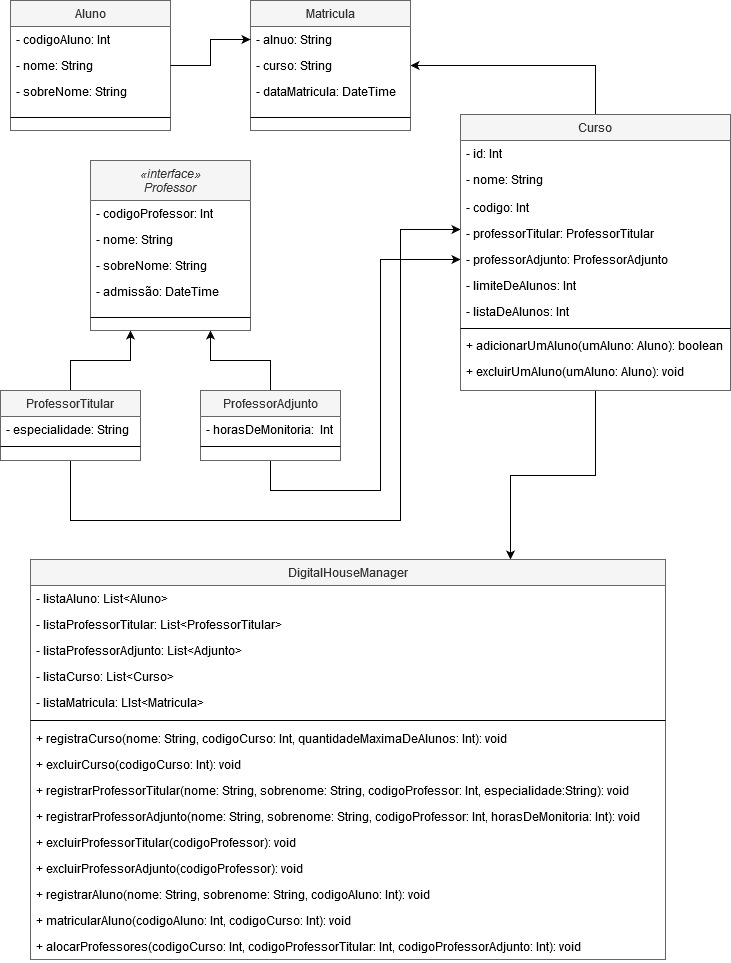 Aluno
- codigoAluno: Int
- nome: String
- sobreNome: String
Matricula
- alnuo: String
- curso: String
- dataMatricula: DateTime
Curso
- id: Int
- nome: String
- codigo: Int
- professorTitular: ProfessorTitular
- professorAdjunto: ProfessorAdjunto
- limiteDeAlunos: Int
- listaDeAlunos: Int
+ adicionarUmAluno(umAluno: Aluno): boolean
+ excluirUmAluno(umAluno: Aluno): void
«interface»
Professor
- codigoProfessor: Int
- nome: String
- sobreNome: String
- admissão: DateTime
ProfessorTitular
- especialidade: String
ProfessorAdjunto
- horasDeMonitoria: Int
DigitalHouseManager
- listaAluno: List<Aluno>
- listaProfessorTitular: List<ProfessorTitular>
- listaProfessorAdjunto: List<Adjunto>
- listaCurso: List<Curso>
- listaMatricula: LIst<Matricula>
+ registraCurso(nome: String, codigoCurso: Int, quantidadeMaximaDeAlunos: Int): void
+ excluirCurso(codigoCurso: Int): void
+ registrarProfessorTitular(nome: String, sobrenome: String, codigoProfessor: Int, especialidade:String): void
+ registrarProfessorAdjunto(nome: String, sobrenome: String, codigoProfessor: Int, horasDeMonitoria: Int): void
+ excluirProfessorTitular(codigoProfessor): void
+ excluirProfessorAdjunto(codigoProfessor): void
+ registrarAluno(nome: String, sobrenome: String, codigoAluno: Int): void
+ matricularAluno(codigoAluno: Int, codigoCurso: Int): void
+ alocarProfessores(codigoCurso: Int, codigoProfessorTitular: Int, codigoProfessorAdjunto: Int): void